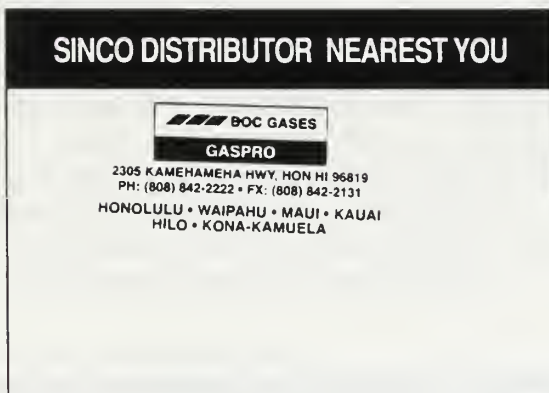 SINCO DISTRIBUTOR NEAREST YOU
BOC GASES
GASPRO
2305 KAMEHAMEHA HWY, HON HI 96819
PH: (808) 842-2222 • FX: (808) 842-2131
HONOLULU • WAIPAHU • MAUI • KAUAI
HILO • KONA-KAMUELA